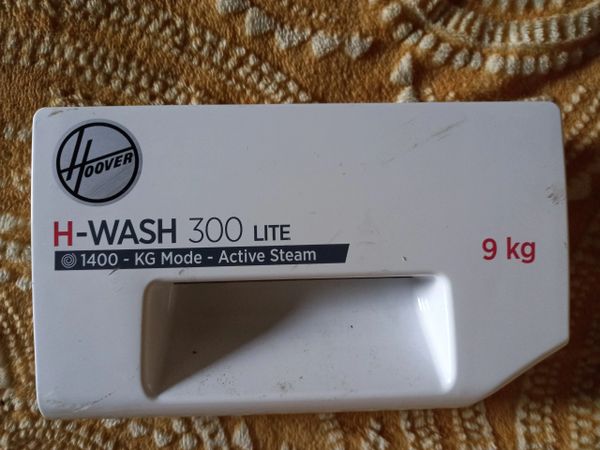 HOOVER
H-WASH 300 LITE
1400 - KG Mode - Active Steam
9 kg